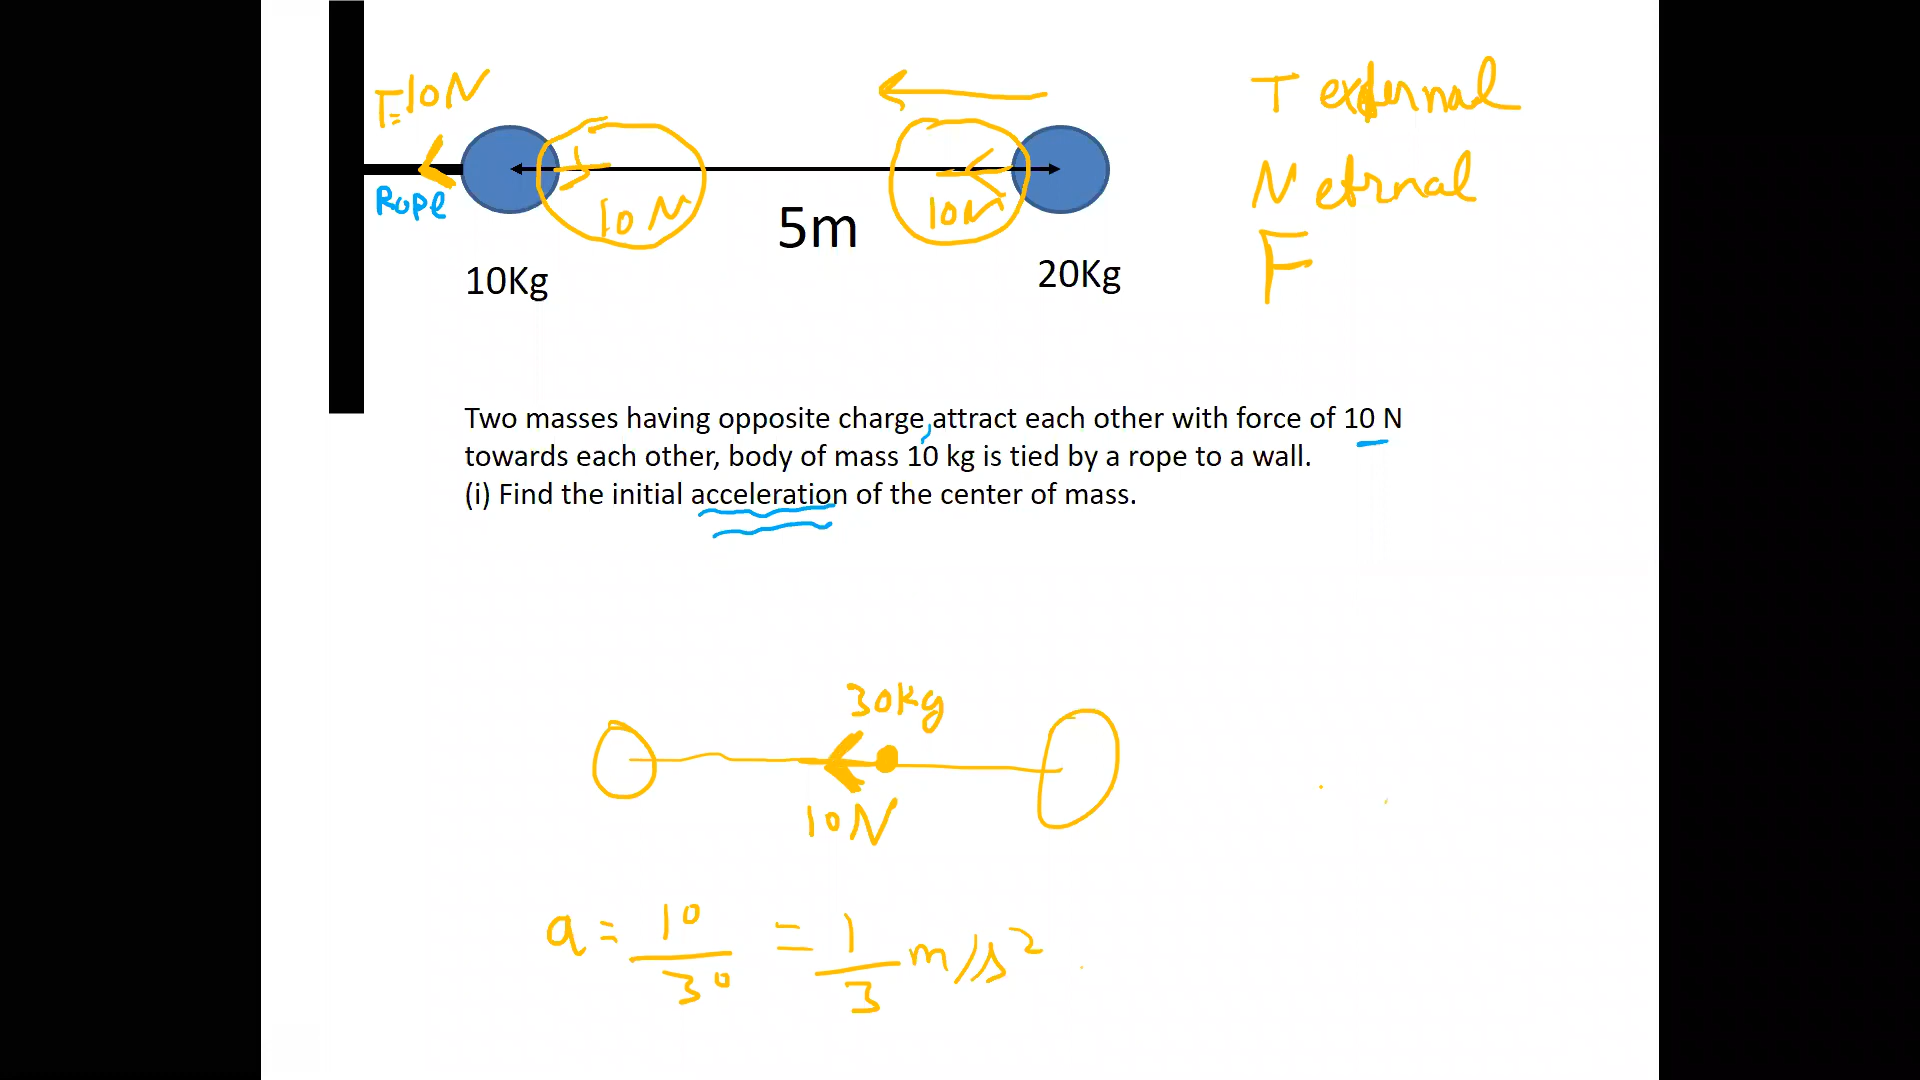 T=10N
T external
Rope
10N
10N
N eternal
5m
F
10Kg
20Kg
Two masses having opposite charge,attract each other with force of 10 N
towards each other, body of mass 10 kg is tied by a rope to a wall.
(i) Find the initial acceleration of the center of mass.
30kg
10N
a = 10/30 = 1/3 m/s²